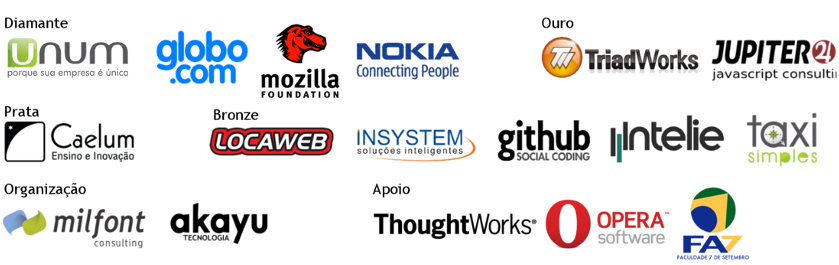 Diamante
Unum
porque sua empresa é única
globo
.com
mozilla
FOUNDATION
NOKIA
Connecting People
Ouro
TriadWorks
JUPITER
javascript consulti
Prata
Caelum
Ensino e Inovação
Bronze
LOCAWEB
INSYSTEM
soluções inteligentes
github
SOCIAL CODING
Intelie
taxi
simples
Organização
milfont
consulting
akayu
TECNOLOGIA
Apoio
ThoughtWorks®
OPERA™
software
FA7
FACULDADE 7 DE SETEMBRO